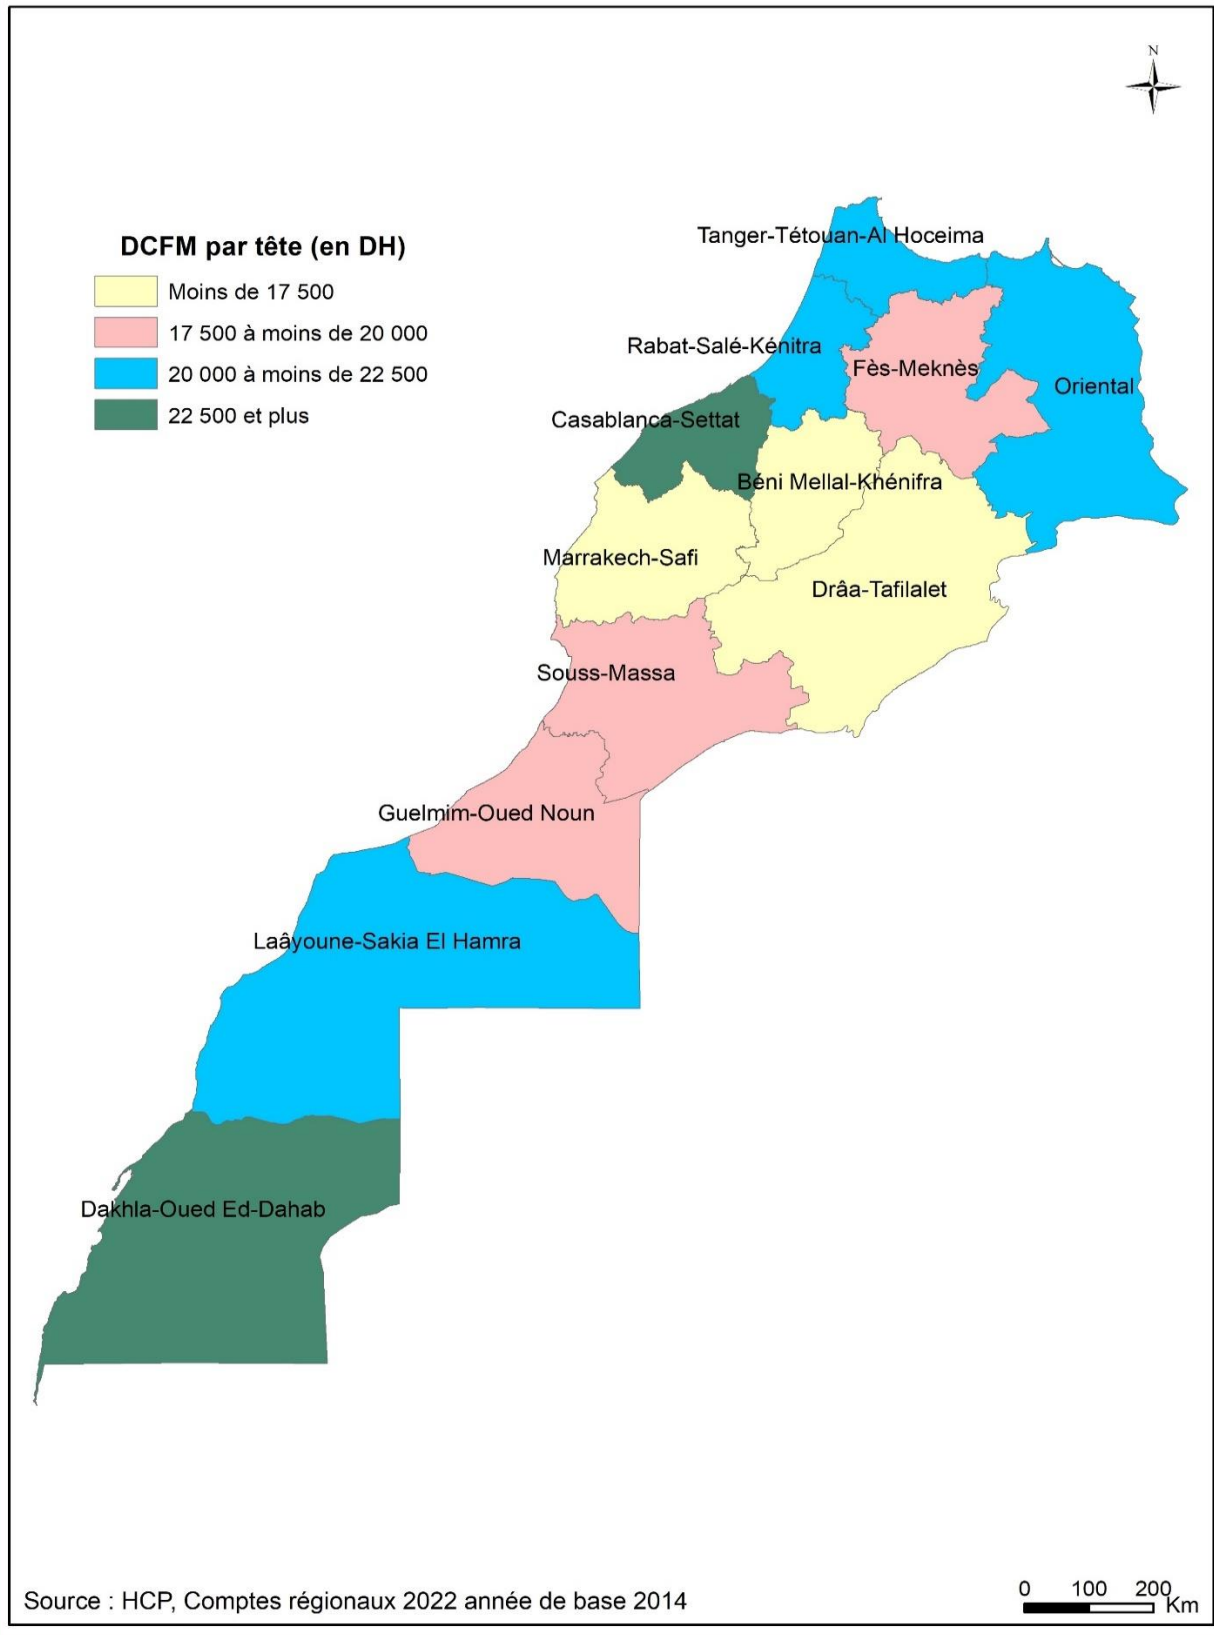 N
DCFM par tête (en DH)
Moins de 17 500
17 500 à moins de 20 000
20 000 à moins de 22 500
22 500 et plus
Tanger-Tétouan-Al Hoceima
Rabat-Salé-Kénitra
Fès-Meknès
Oriental
Casablanca-Settat
Béni Mellal-Khénifra
Marrakech-Safi
Drâa-Tafilalet
Souss-Massa
Guelmim-Oued Noun
Laâyoune-Sakia El Hamra
Dakhla-Oued Ed-Dahab
Source : HCP, Comptes régionaux 2022 année de base 2014
0 100 200
Km